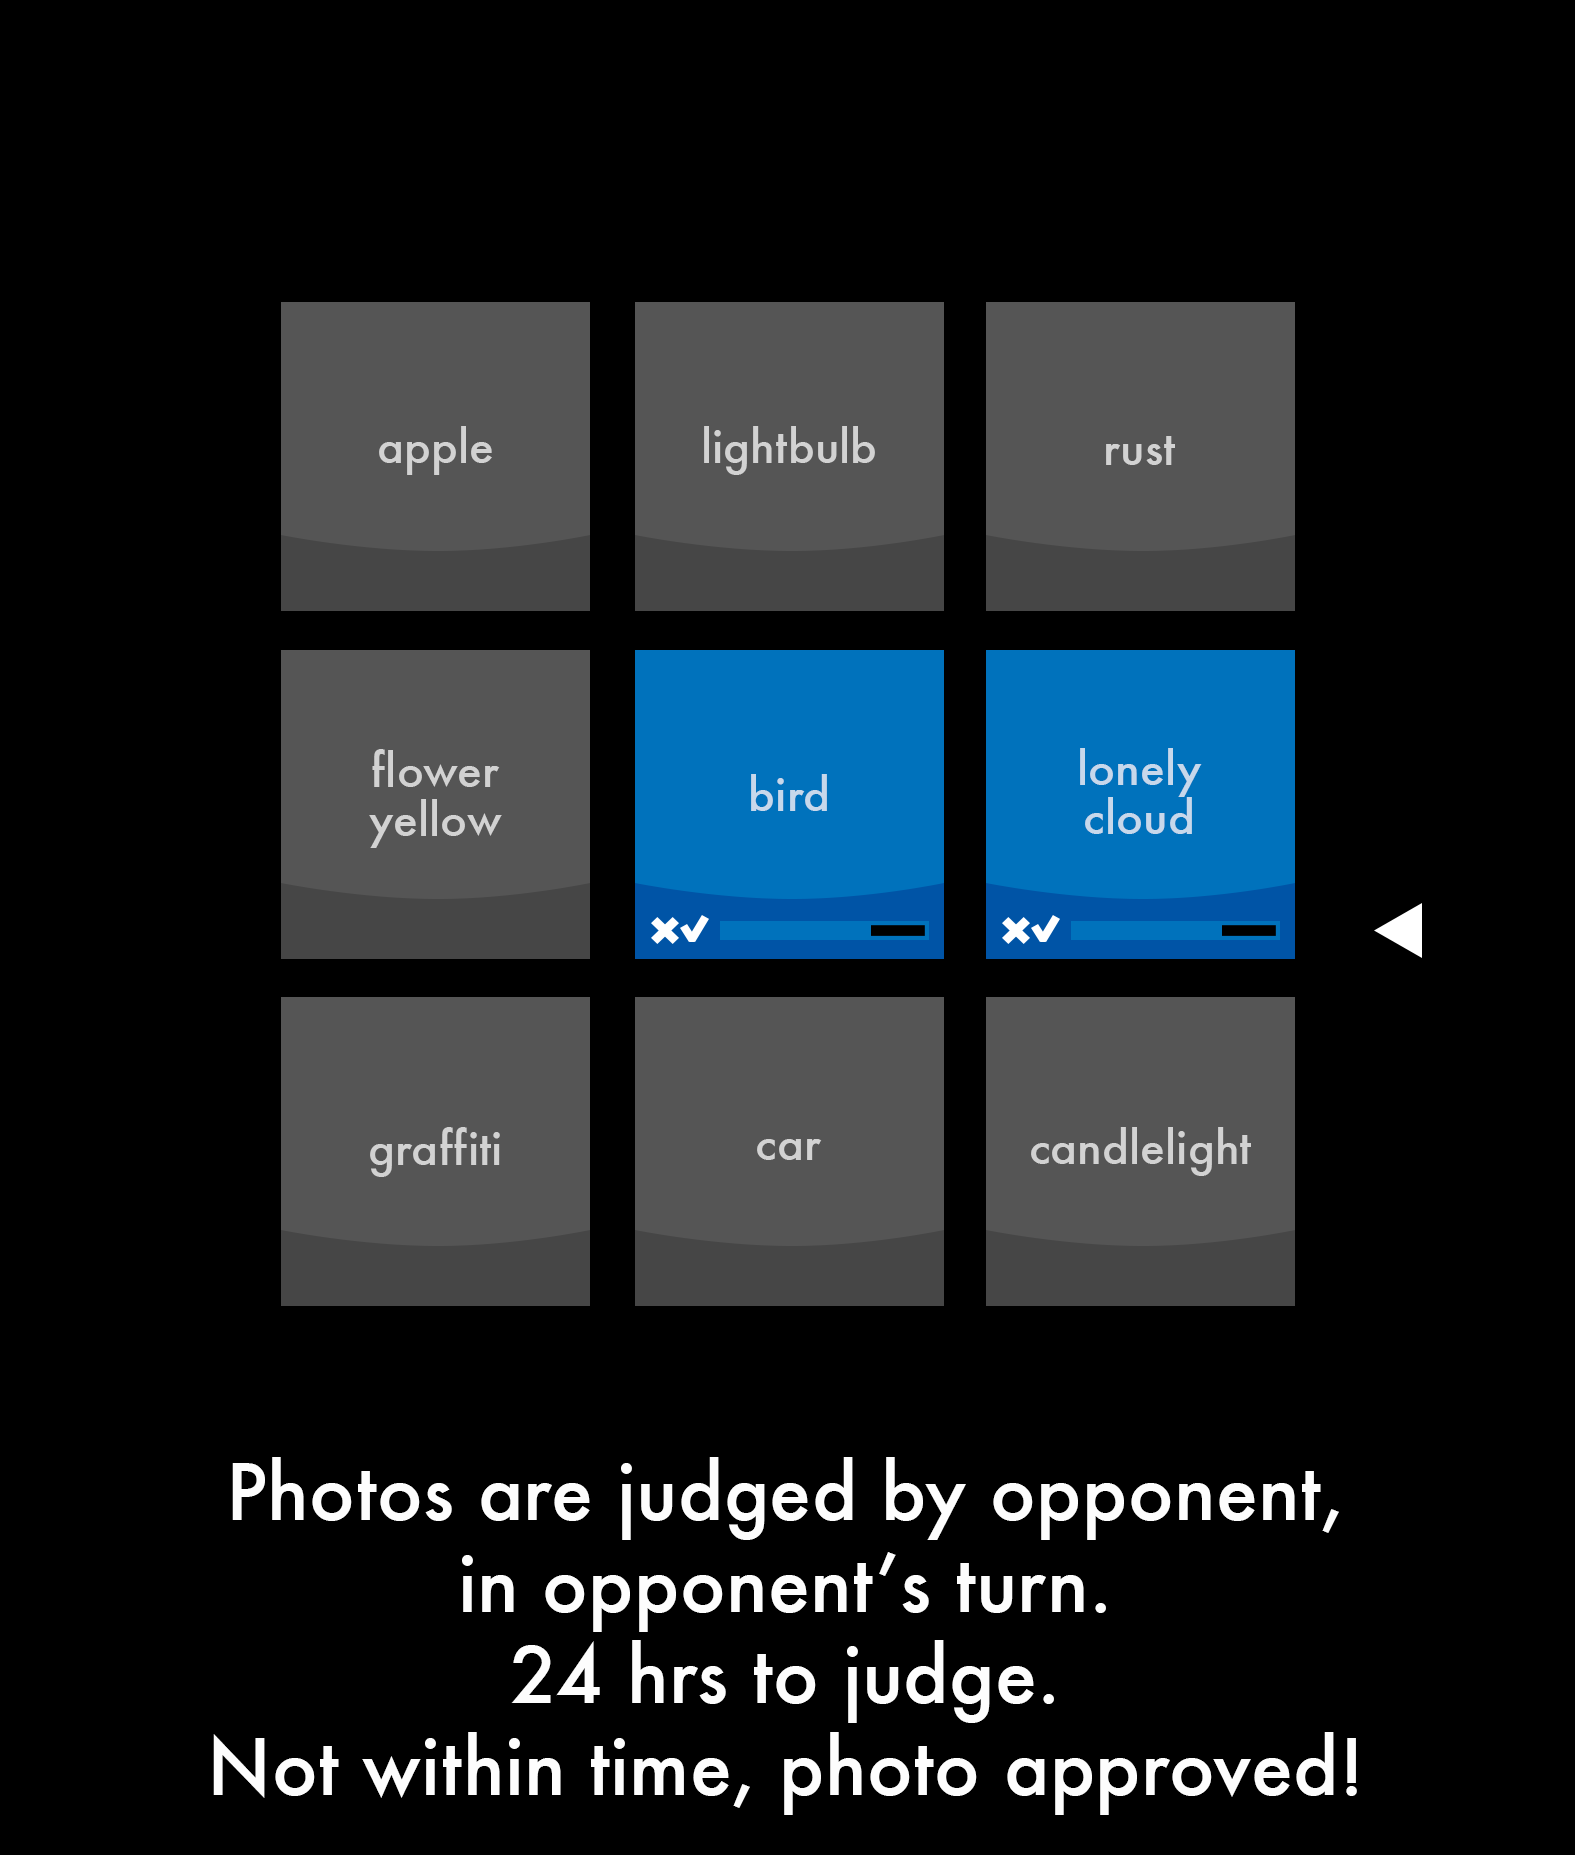 apple
lightbulb
rust
flower
yellow
bird
lonely
cloud
graffiti
car
candlelight
Photos are judged by opponent,
in opponent’s turn.
24 hrs to judge.
Not within time, photo approved!